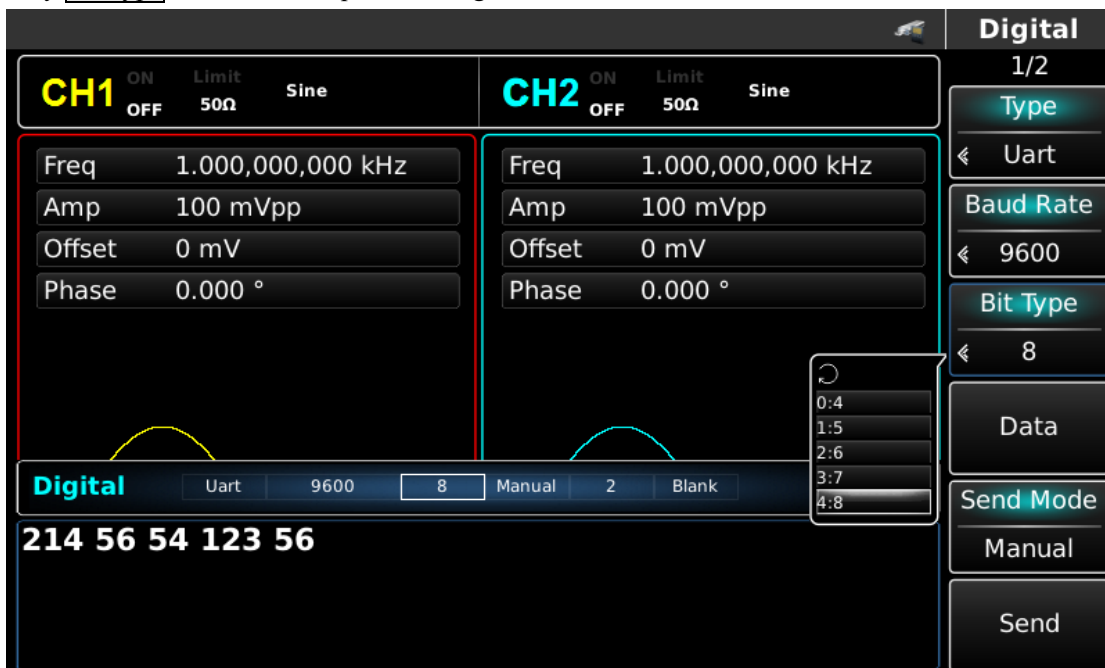 Digital
1/2
CH1 ON OFF Limit 50Ω Sine
CH2 ON OFF Limit 50Ω Sine
Type
Uart
Freq 1.000,000,000 kHz
Amp 100 mVpp
Offset 0 mV
Phase 0.000 °
Freq 1.000,000,000 kHz
Amp 100 mVpp
Offset 0 mV
Phase 0.000 °
Baud Rate
9600
Bit Type
8
0:4
1:5
2:6
3:7
4:8
Data
Digital Uart 9600 8 Manual 2 Blank
Send Mode
Manual
214 56 54 123 56
Send